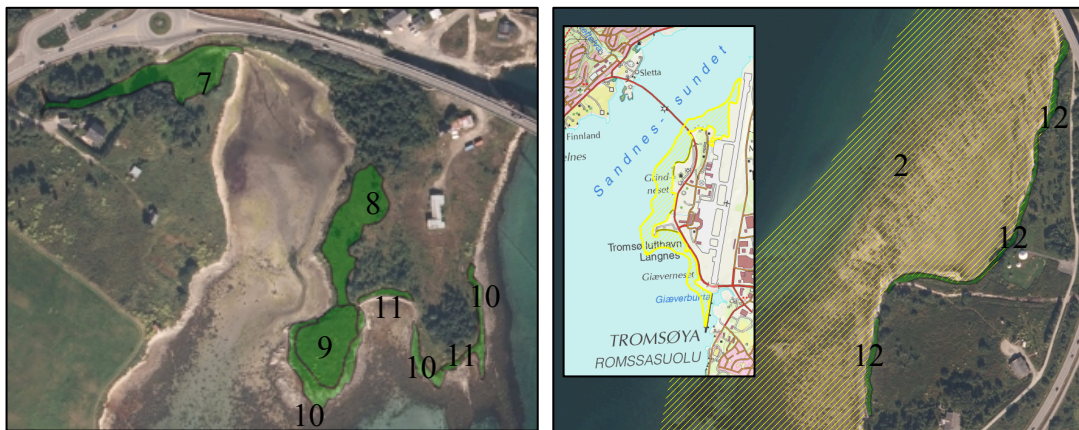 7
8
11
10
9
11
10
10
Sletta
Sandnes- sundet
Finnland
elnes
Grind-
neset
Tromsø lufthavn
Langnes
Giæverneset
Giæverbukta
TROMSØYA
ROMSSASUOLU
12
2
12
12